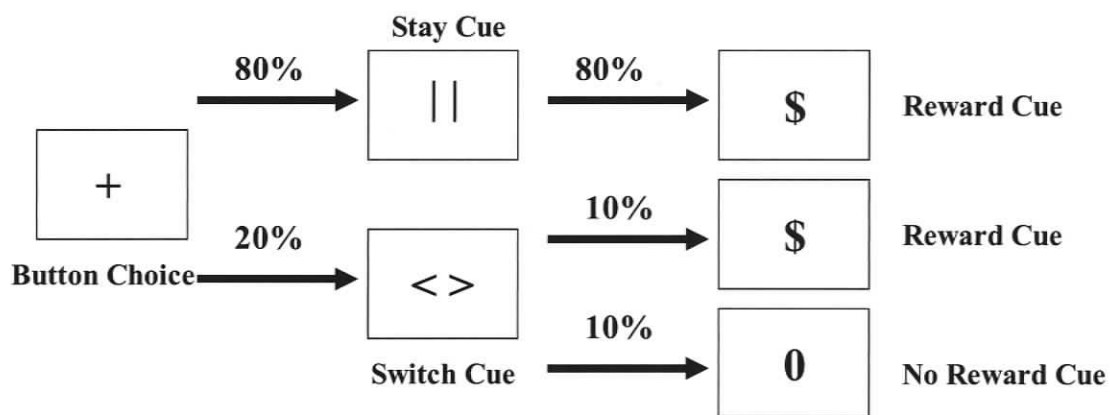 Stay Cue
80%
| |
80%
$
Reward Cue
+
Button Choice
20%
< >
Switch Cue
10%
$
Reward Cue
10%
0
No Reward Cue